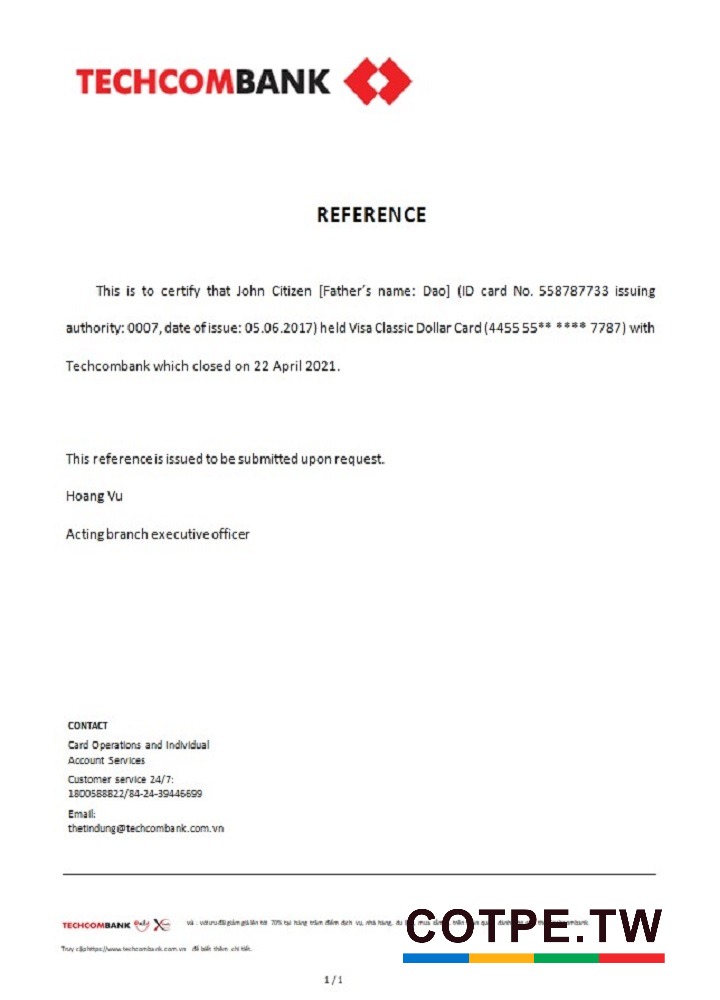 TECHCOMBANK
REFERENCE
This is to certify that John Citizen [Father's name: Dao] (ID card No. 558787733 issuing
authority: 0007, date of issue: 05.06.2017) held Visa Classic Dollar Card (4455 55** **** 7787) with
Techcombank which closed on 22 April 2021.
This reference is issued to be submitted upon request.
Hoang Vu
Acting branch executive officer
CONTACT
Card Operations and Individual
Account Services
Customer service 24/7:
1800588822/84-24-39446699
Email:
thetindung@techcombank.com.vn
TECHCOMBANK và : với ưu đãi giảm giá lên tới 70% tại hàng trăm điểm dịch vụ, nhà hàng, du
COTPE.TW
Truy cập https://www.techcombank.com.vn để biết thêm chi tiết.
1/1